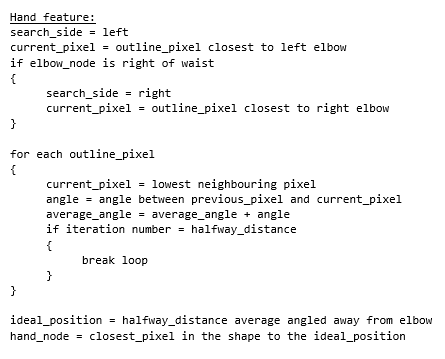 Hand feature:
search_side = left
current_pixel = outline_pixel closest to left elbow
if elbow_node is right of waist
{
search_side = right
current_pixel = outline_pixel closest to right elbow
}
for each outline_pixel
{
current_pixel = lowest neighbouring pixel
angle = angle between previous_pixel and current_pixel
average_angle = average_angle + angle
if iteration number = halfway_distance
{
break loop
}
}
ideal_position = halfway_distance average angled away from elbow
hand_node = closest_pixel in the shape to the ideal_position